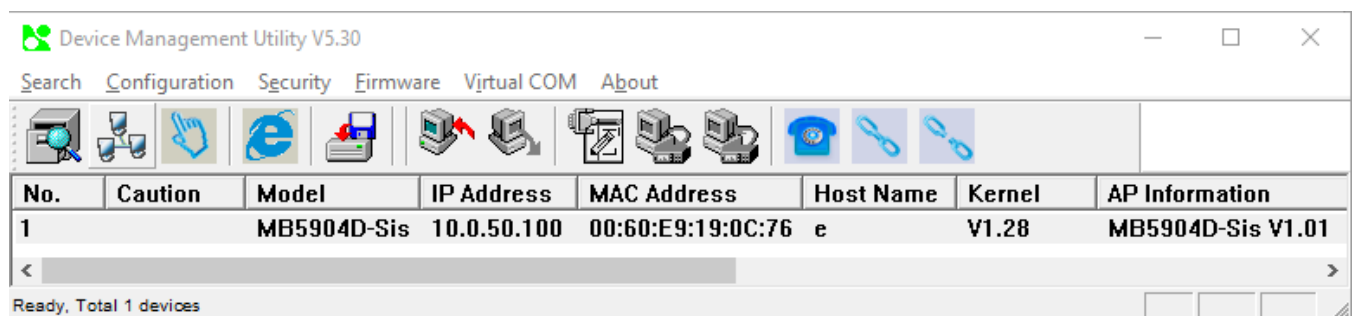 Device Management Utility V5.30
Search Configuration Security Firmware Virtual COM About
No. Caution Model IP Address MAC Address Host Name Kernel AP Information
1 MB5904D-Sis 10.0.50.100 00:60:E9:19:0C:76 e V1.28 MB5904D-Sis V1.01
Ready, Total 1 devices